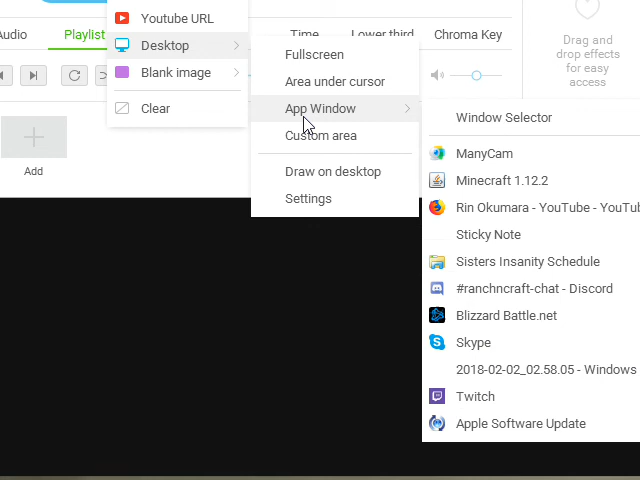 Youtube URL
Desktop
Blank image
Clear
Audio
Playlist
Time
Lower third
Chroma Key
Add
Fullscreen
Area under cursor
App Window
Custom area
Draw on desktop
Settings
Drag and
drop effects
for easy
access
Window Selector
ManyCam
Minecraft 1.12.2
Rin Okumara - YouTube - YouTu
Sticky Note
Sisters Insanity Schedule
#ranchncraft-chat - Discord
Blizzard Battle.net
Skype
2018-02-02_02.58.05 - Windows
Twitch
Apple Software Update